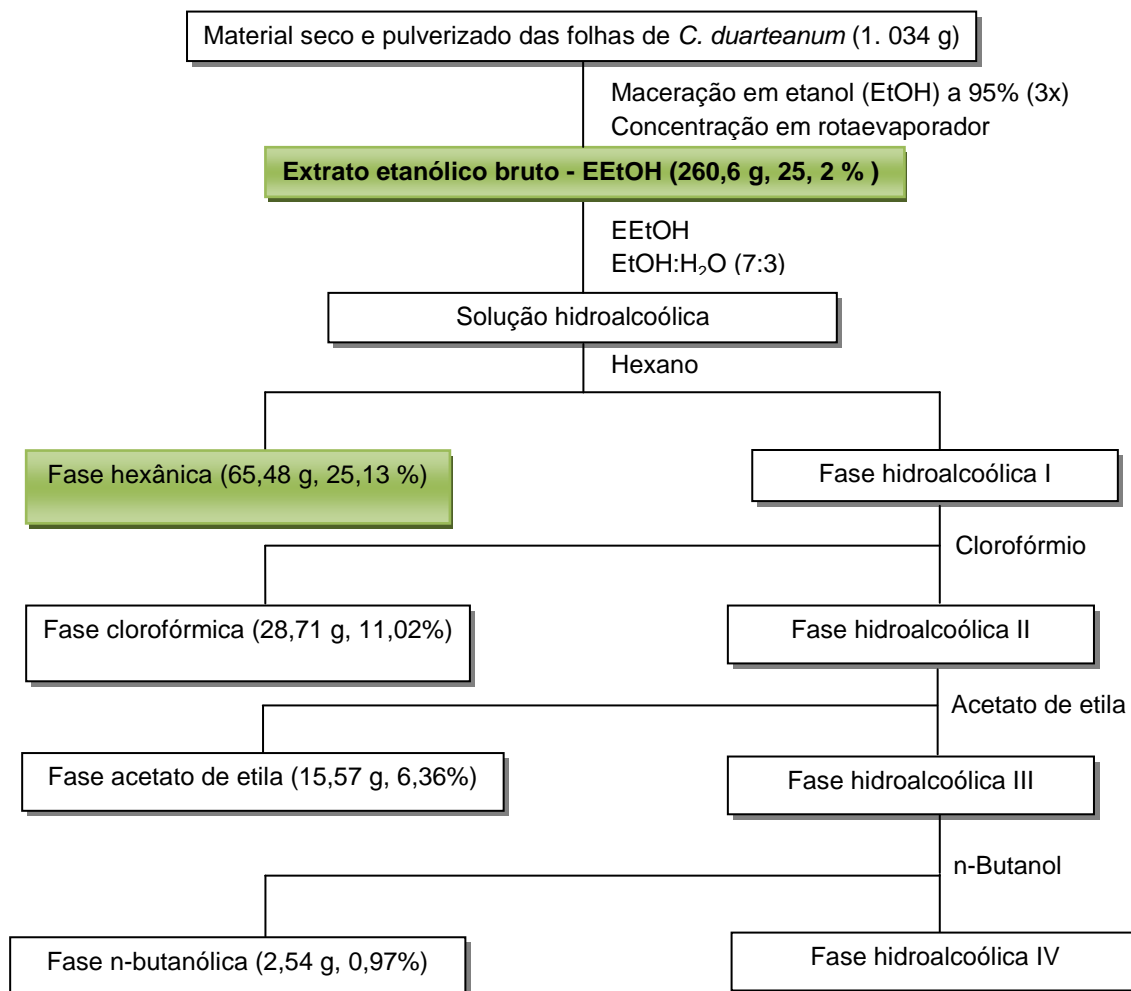 Material seco e pulverizado das folhas de C. duarteanum (1. 034 g)
Maceração em etanol (EtOH) a 95% (3x)
Concentração em rotaevaporador
Extrato etanólico bruto - EEtOH (260,6 g, 25, 2 % )
EEtOH
EtOH:H₂O (7:3)
Solução hidroalcoólica
Hexano
Fase hexânica (65,48 g, 25,13 %)
Fase hidroalcoólica I
Clorofórmio
Fase clorofórmica (28,71 g, 11,02%)
Fase hidroalcoólica II
Acetato de etila
Fase acetato de etila (15,57 g, 6,36%)
Fase hidroalcoólica III
n-Butanol
Fase n-butanólica (2,54 g, 0,97%)
Fase hidroalcoólica IV